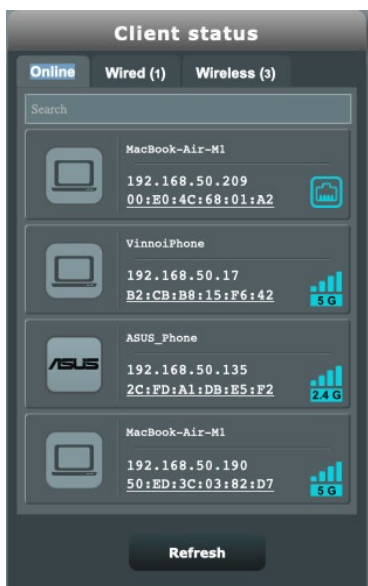 Client status
Online Wired (1) Wireless (3)
Search
MacBook-Air-M1
192.168.50.209
00:E0:4C:68:01:A2
VinnoiPhone
192.168.50.17
B2:CB:B8:15:F6:42
5 G
ASUS_Phone
ASUS
192.168.50.135
2C:FD:A1:DB:E5:F2
2.4 G
MacBook-Air-M1
192.168.50.190
50:ED:3C:03:82:D7
5 G
Refresh